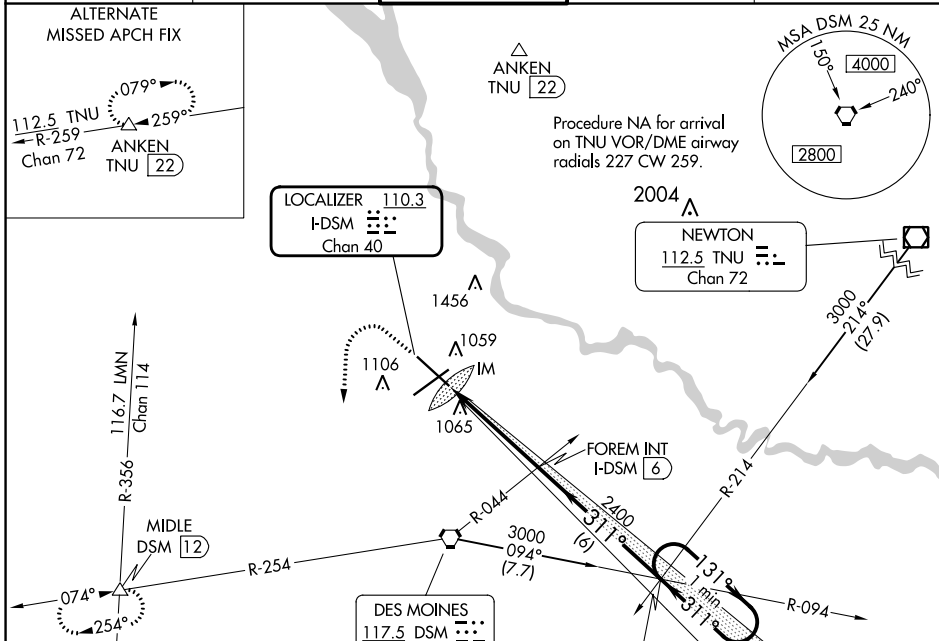 ALTERNATE
MISSED APCH FIX
079°
259°
112.5 TNU
R-259
Chan 72
ANKEN
TNU 22
ANKEN
TNU 22
MSA DSM 25 NM
150°
4000
240°
2800
Procedure NA for arrival
on TNU VOR/DME airway
radials 227 CW 259.
2004
LOCALIZER 110.3
I-DSM
Chan 40
NEWTON
112.5 TNU
Chan 72
3000
214°
(27.9)
1456
1059
IM
1106
1065
116.7 LMN
Chan 114
R-356
FOREM INT
I-DSM 6
R-214
R-044
2400
311°
(6)
MIDLE
DSM 12
R-254
3000
094°
(7.7)
131°
1 min
311°
R-094
074°
254°
DES MOINES
117.5 DSM